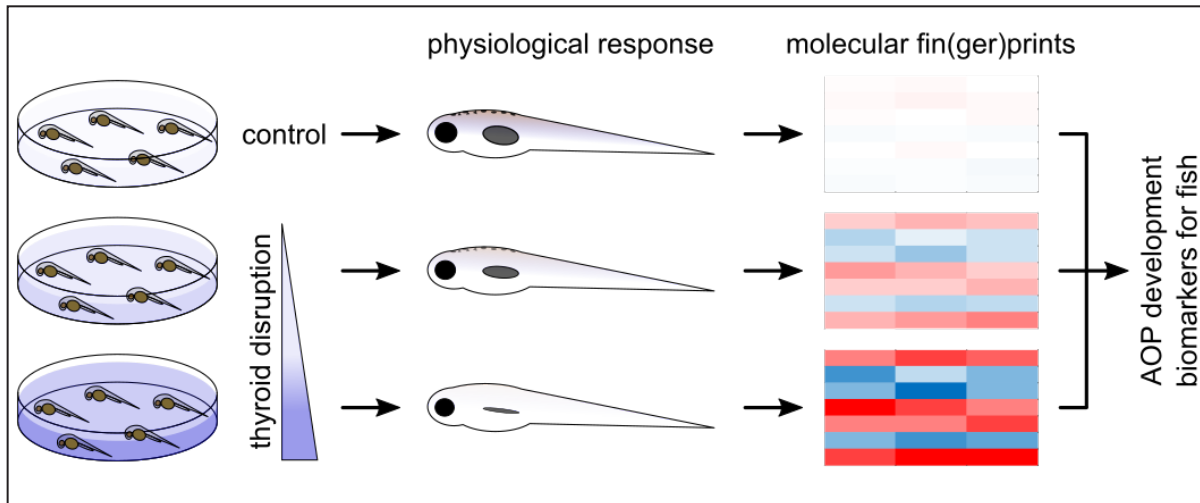 physiological response
molecular fin(ger)prints
control
thyroid disruption
AOP development
biomarkers for fish